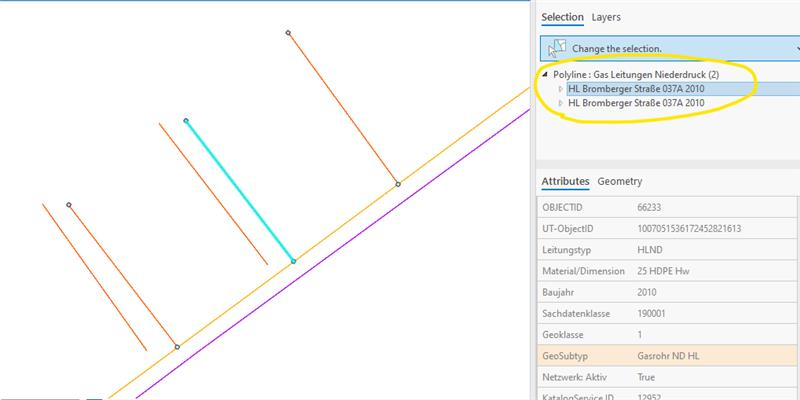 Selection Layers
Change the selection.
Polyline : Gas Leitungen Niederdruck (2)
HL Bromberger Straße 037A 2010
HL Bromberger Straße 037A 2010
Attributes Geometry
OBJECTID 66233
UT-ObjectID 1007051536172452821613
Leitungstyp HLND
Material/Dimension 25 HDPE Hw
Baujahr 2010
Sachdatenklasse 190001
Geoklasse 1
GeoSubtyp Gasrohr ND HL
Netzwerk: Aktiv True
KatalogService ID 12952